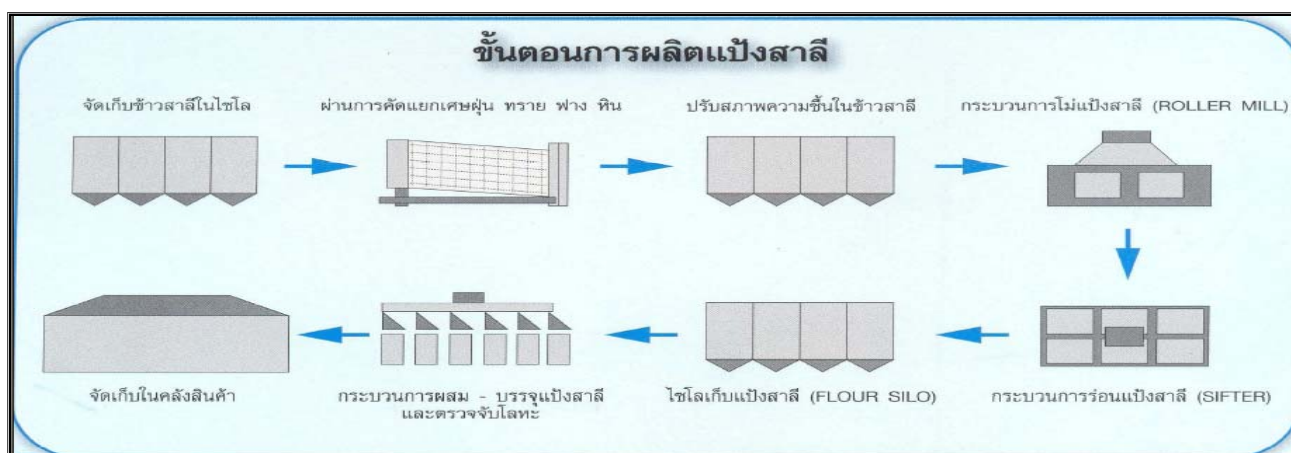 ขั้นตอนการผลิตแป้งสาลี
จัดเก็บข้าวสาลีในไซโล
ผ่านการคัดแยกเศษฝุ่น ทราย ฟาง หิน
ปรับสภาพความชื้นในข้าวสาลี
กระบวนการโม่แป้งสาลี (ROLLER MILL)
จัดเก็บในคลังสินค้า
กระบวนการผสม - บรรจุแป้งสาลี
และตรวจจับโลหะ
ไซโลเก็บแป้งสาลี (FLOUR SILO)
กระบวนการร่อนแป้งสาลี (SIFTER)